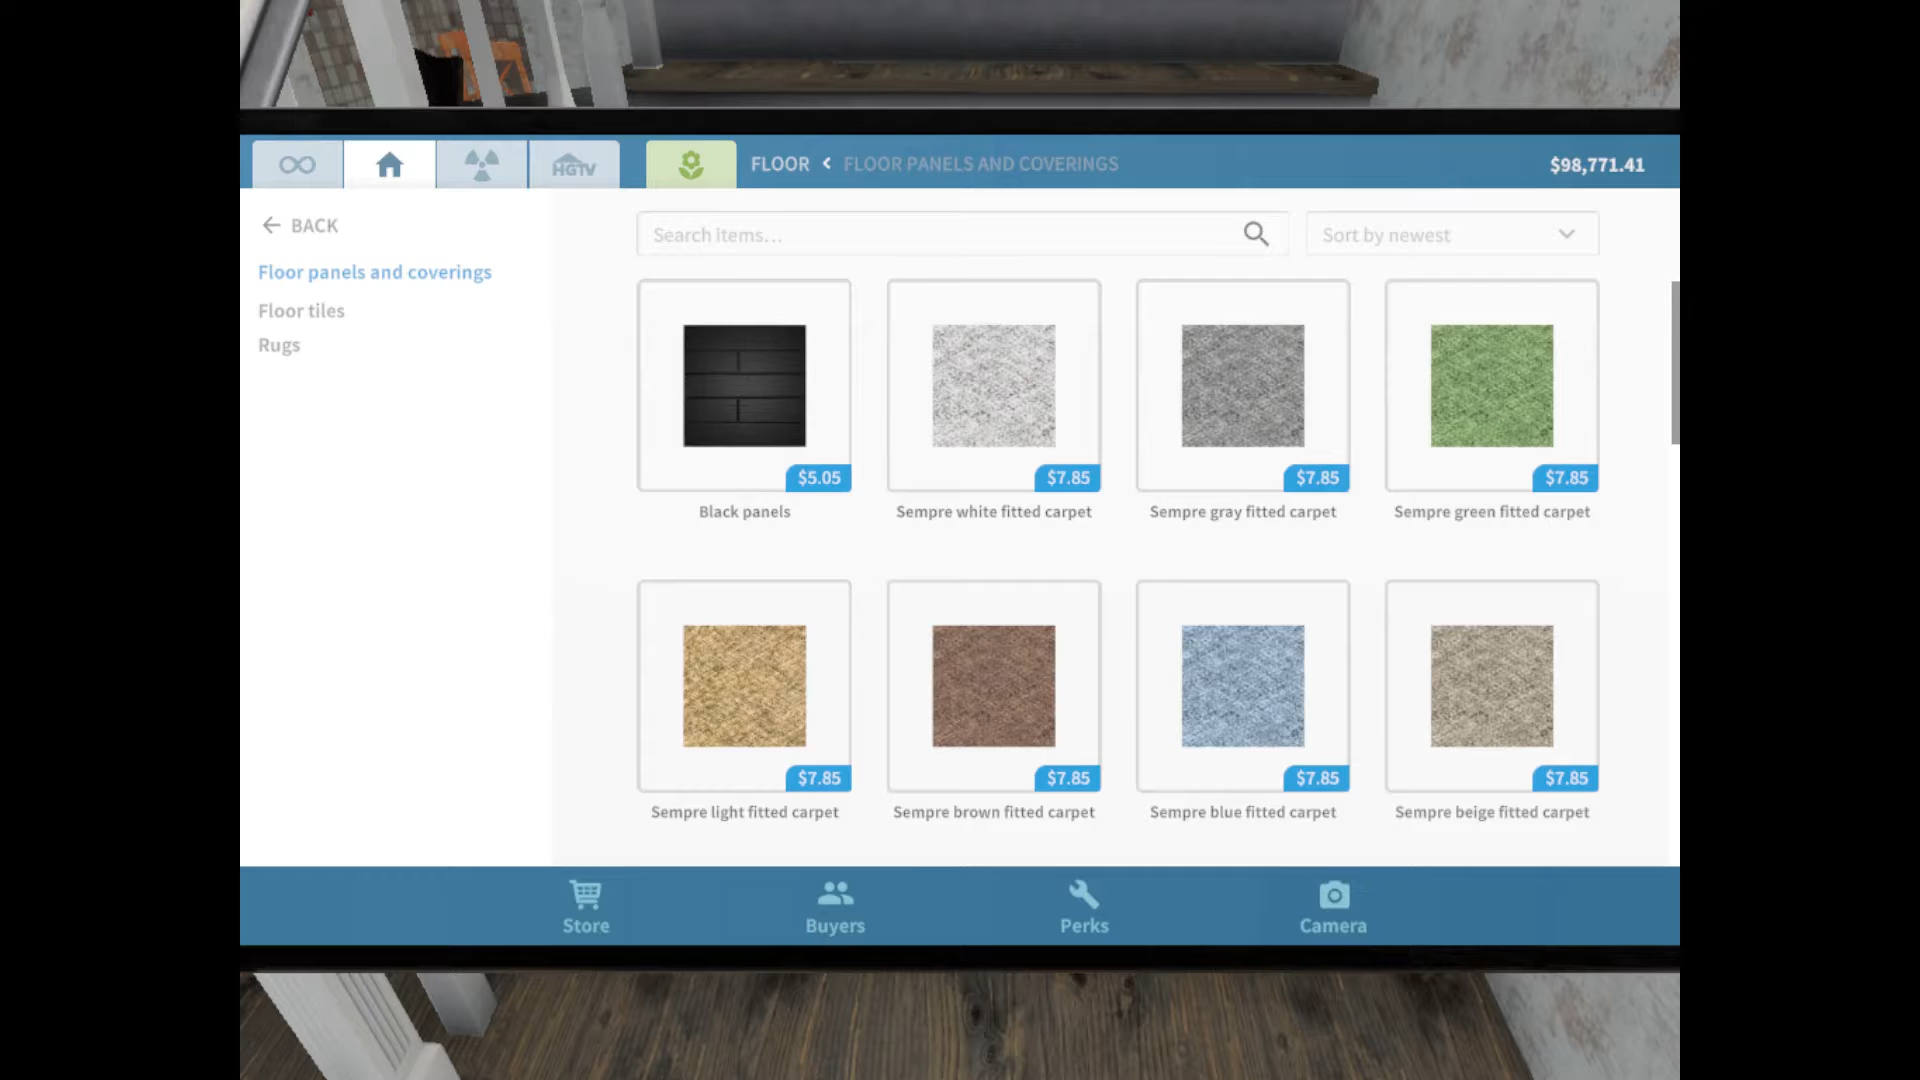 HGTV
FLOOR < FLOOR PANELS AND COVERINGS
$98,771.41
BACK
Floor panels and coverings
Floor tiles
Rugs
Search items...
Sort by newest
$5.05
$7.85
$7.85
$7.85
Black panels
Sempre white fitted carpet
Sempre gray fitted carpet
Sempre green fitted carpet
$7.85
$7.85
$7.85
$7.85
Sempre light fitted carpet
Sempre brown fitted carpet
Sempre blue fitted carpet
Sempre beige fitted carpet
Store
Buyers
Perks
Camera